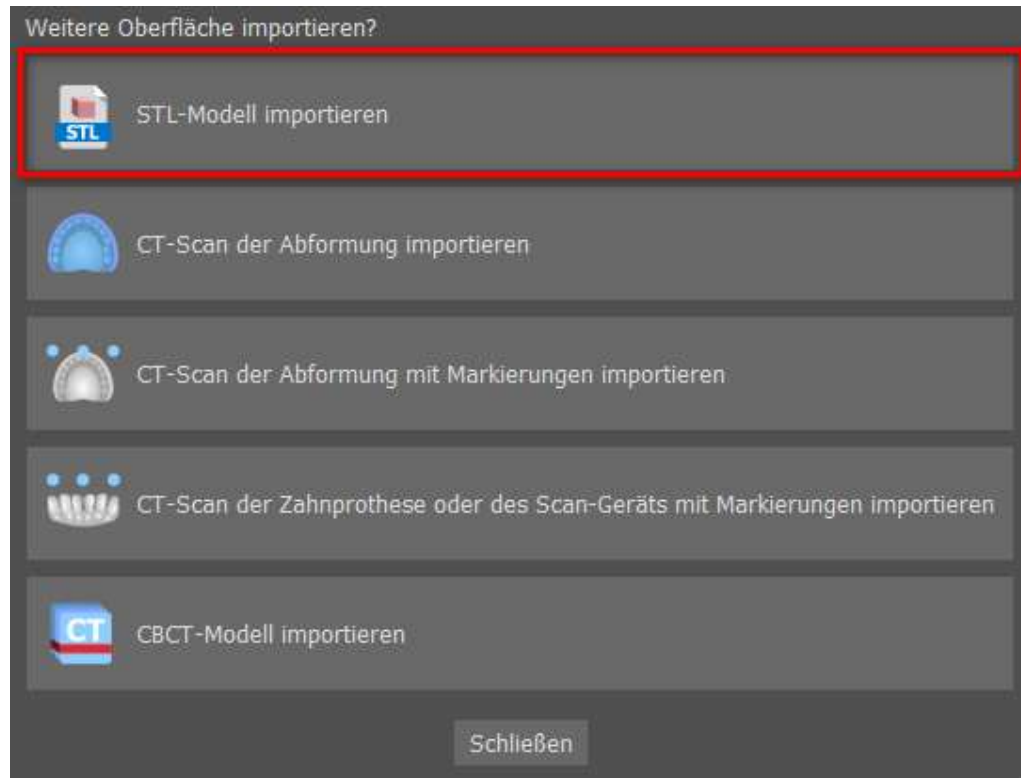 Weitere Oberfläche importieren?
STL
STL-Modell importieren
CT-Scan der Abformung importieren
CT-Scan der Abformung mit Markierungen importieren
CT-Scan der Zahnprothese oder des Scan-Geräts mit Markierungen importieren
CT
CBCT-Modell importieren
Schließen